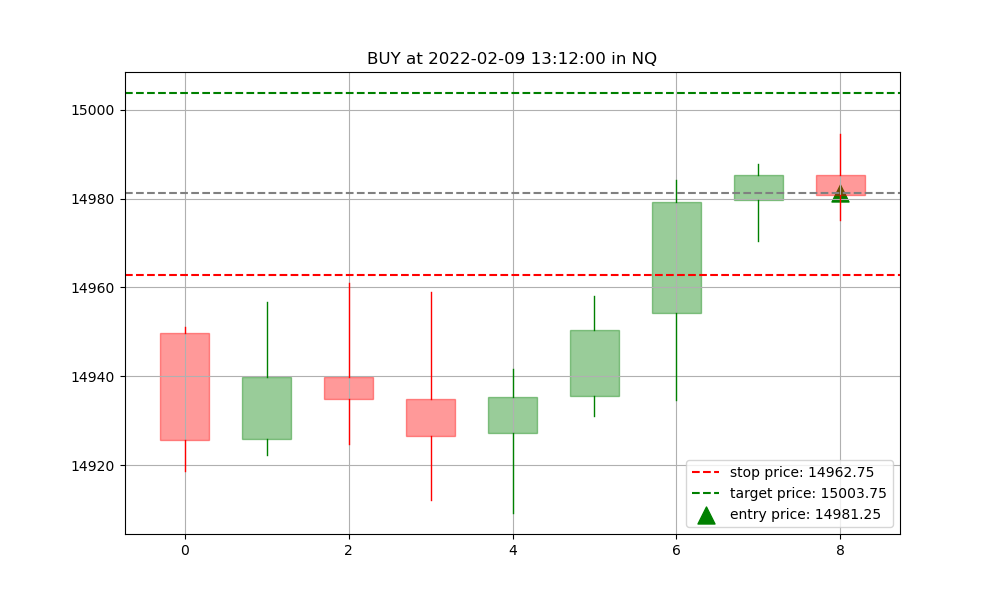 BUY at 2022-02-09 13:12:00 in NQ
15000
14980
14960
14940
14920
stop price: 14962.75
target price: 15003.75
entry price: 14981.25
0 2 4 6 8